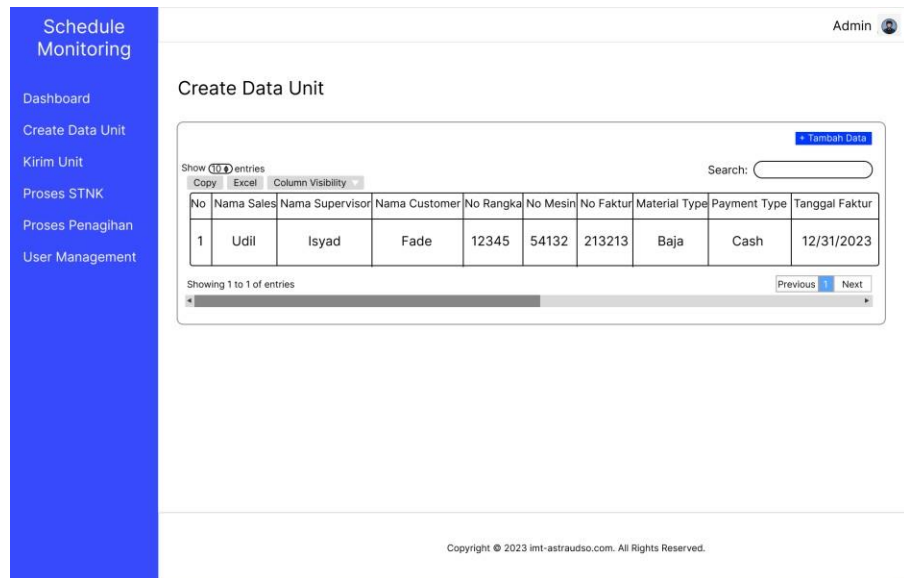 Schedule
Monitoring
Admin
Dashboard
Create Data Unit
Kirim Unit
Proses STNK
Proses Penagihan
User Management
Create Data Unit
+ Tambah Data
Show 10 entries
Search:
Copy Excel Column Visibility
No Nama Sales Nama Supervisor Nama Customer No Rangka No Mesin No Faktur Material Type Payment Type Tanggal Faktur
1 Udil Isyad Fade 12345 54132 213213 Baja Cash 12/31/2023
Showing 1 to 1 of entries
Previous 1 Next
Copyright © 2023 imt-astraudso.com. All Rights Reserved.